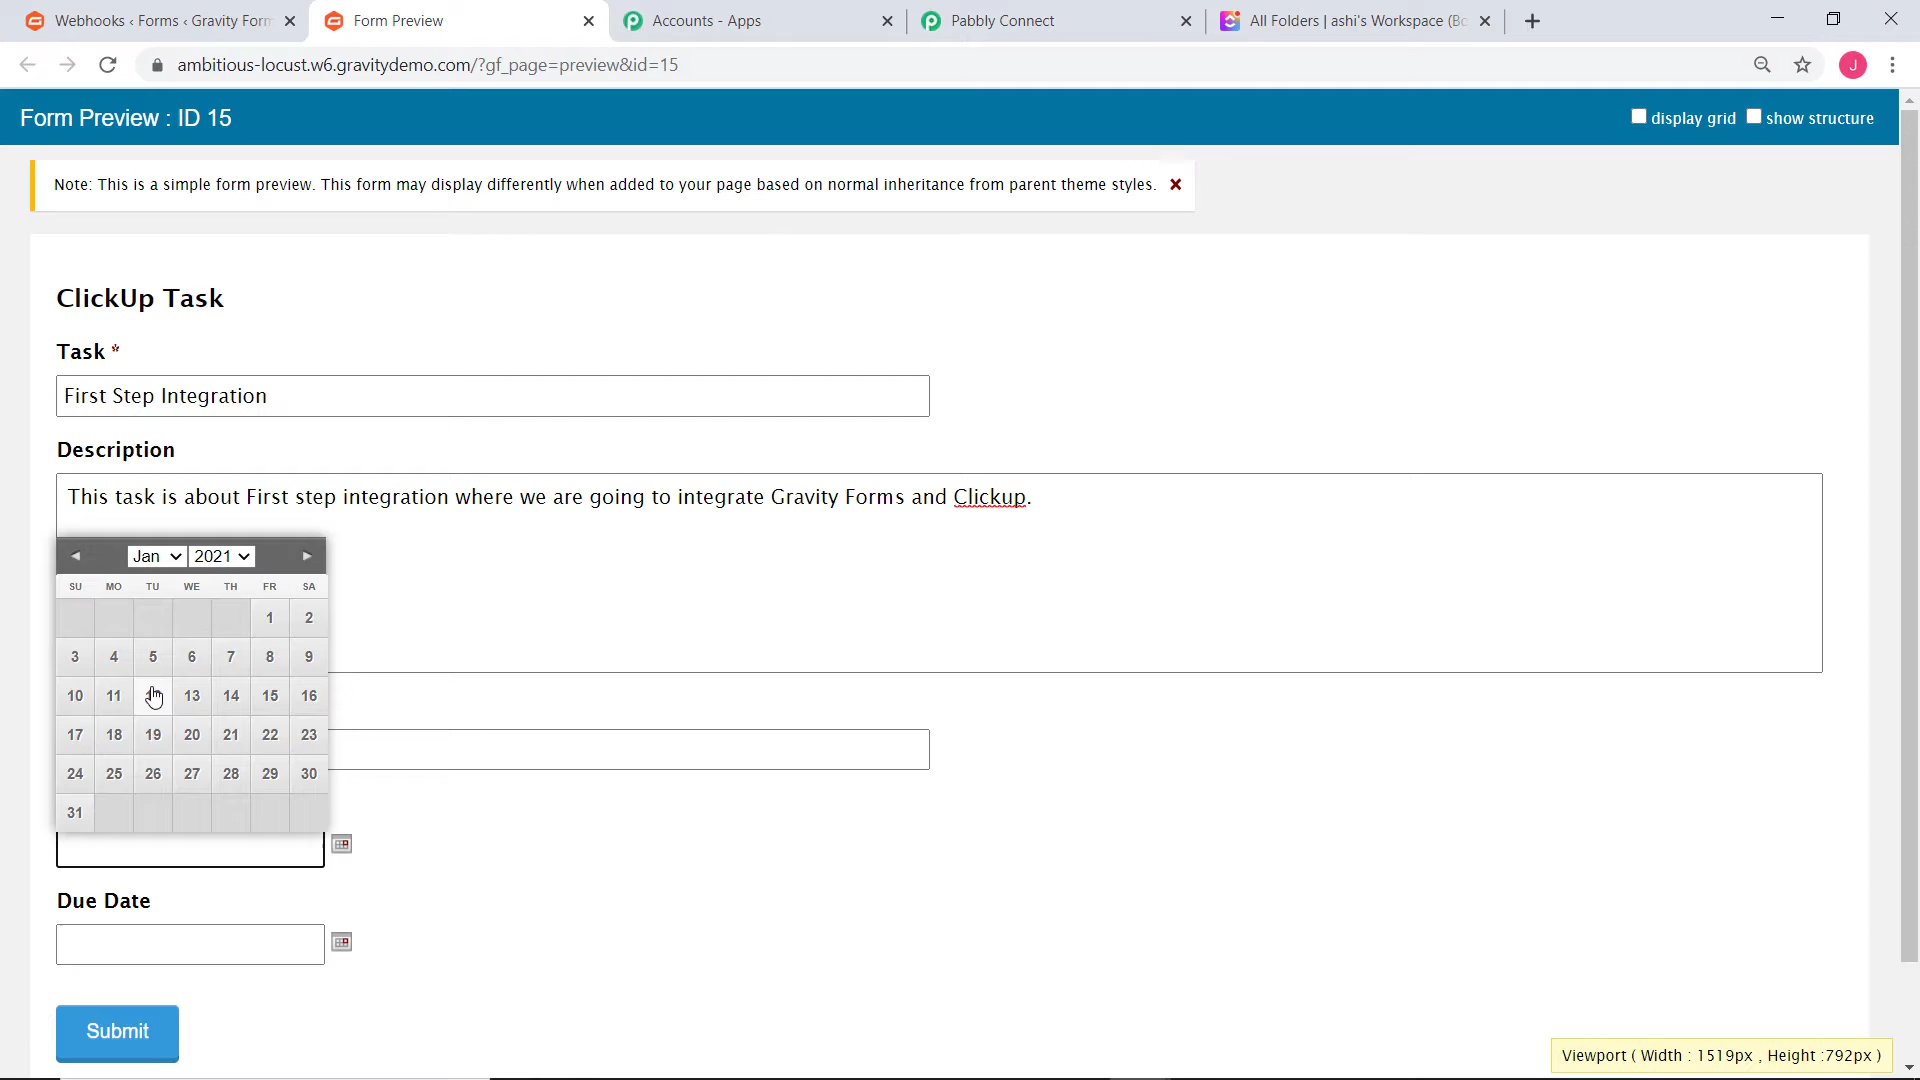 Webhooks ‹ Forms ‹ Gravity Form
Form Preview
Accounts - Apps
Pabbly Connect
All Folders | ashi's Workspace (Bc
ambitious-locust.w6.gravitydemo.com/?gf_page=preview&id=15
J
Form Preview : ID 15
display grid
show structure
Note: This is a simple form preview. This form may display differently when added to your page based on normal inheritance from parent theme styles.
ClickUp Task
Task *
First Step Integration
Description
This task is about First step integration where we are going to integrate Gravity Forms and Clickup.
Jan 2021
SU MO TU WE TH FR SA
1 2
3 4 5 6 7 8 9
10 11 13 14 15 16
17 18 19 20 21 22 23
24 25 26 27 28 29 30
31
Due Date
Submit
Viewport ( Width : 1519px , Height :792px )